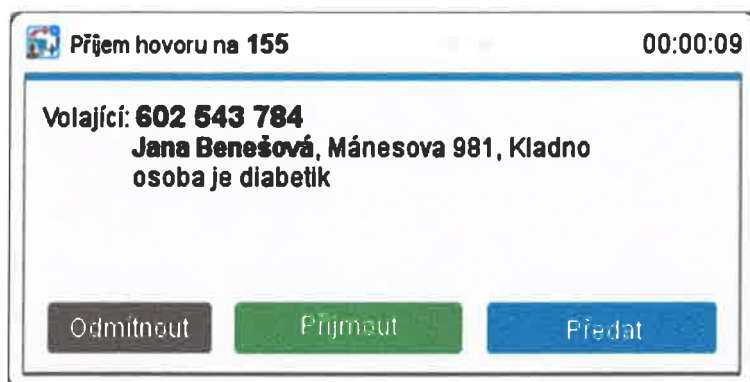 Příjem hovoru na 155 00:00:09
Volající: 602 543 784
Jana Benešová, Mánesova 981, Kladno
osoba je diabetik
Odmítnout Přijmout Předat